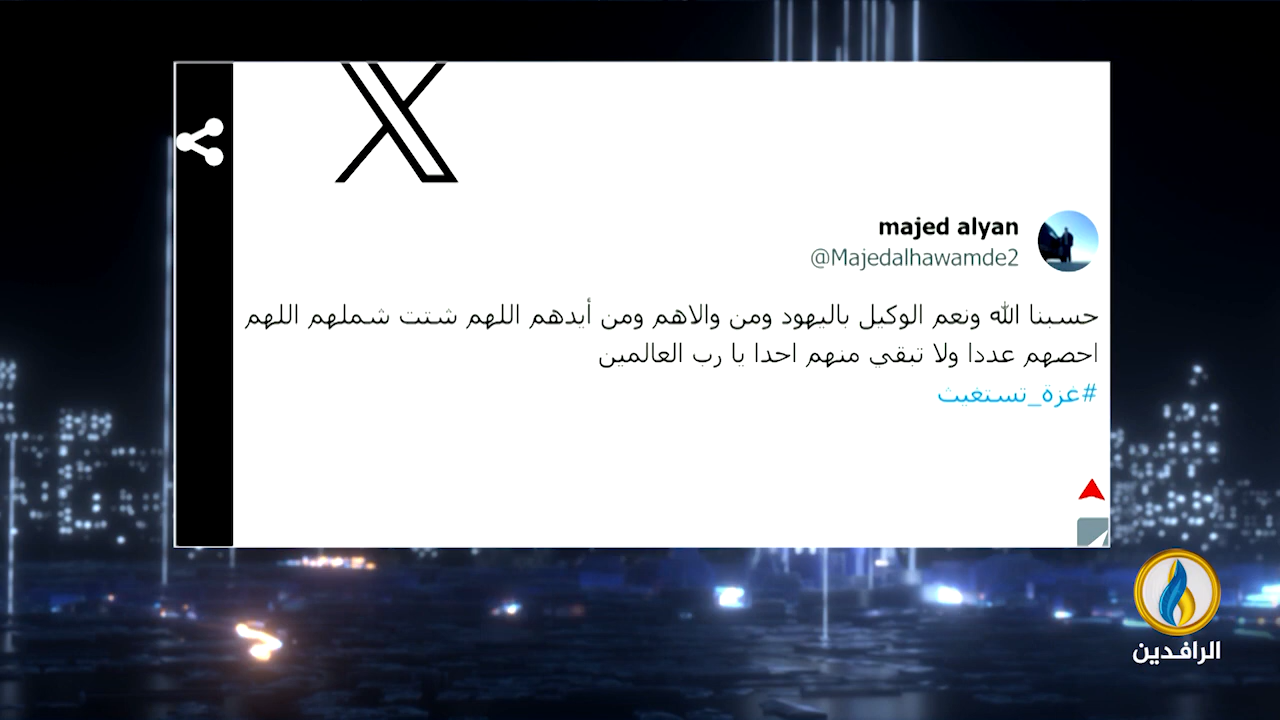 majed alyan
@Majedalhawamde2
حسبنا الله ونعم الوكيل باليهود ومن والاهم ومن أيدهم اللهم شتت شملهم اللهم
احصهم عددا ولا تبقي منهم احدا يا رب العالمين
#غزة_تستغيث
الرافدين